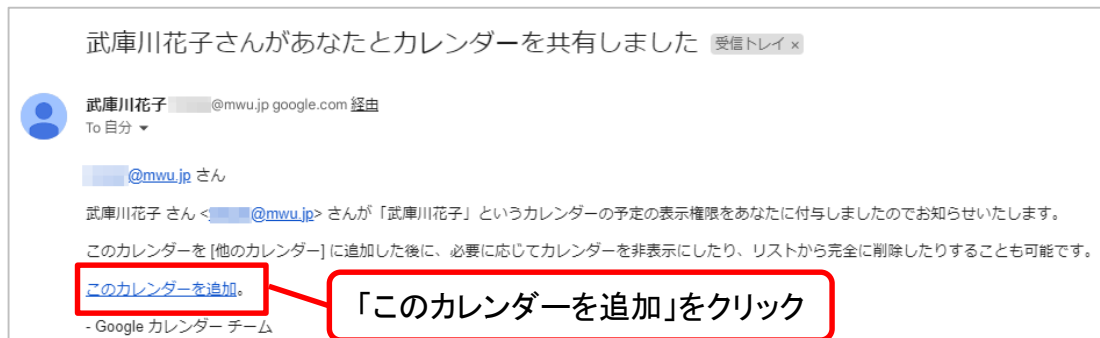 武庫川花子さんがあなたとカレンダーを共有しました 受信トレイ ×
武庫川花子 @mwu.jp google.com 経由
To 自分 ▼
@mwu.jp さん
武庫川花子 さん <@mwu.jp> さんが「武庫川花子」というカレンダーの予定の表示権限をあなたに付与しましたのでお知らせいたします。
このカレンダーを [他のカレンダー] に追加した後に、必要に応じてカレンダーを非表示にしたり、リストから完全に削除したりすることも可能です。
このカレンダーを追加。
「このカレンダーを追加」をクリック
- Google カレンダー チーム